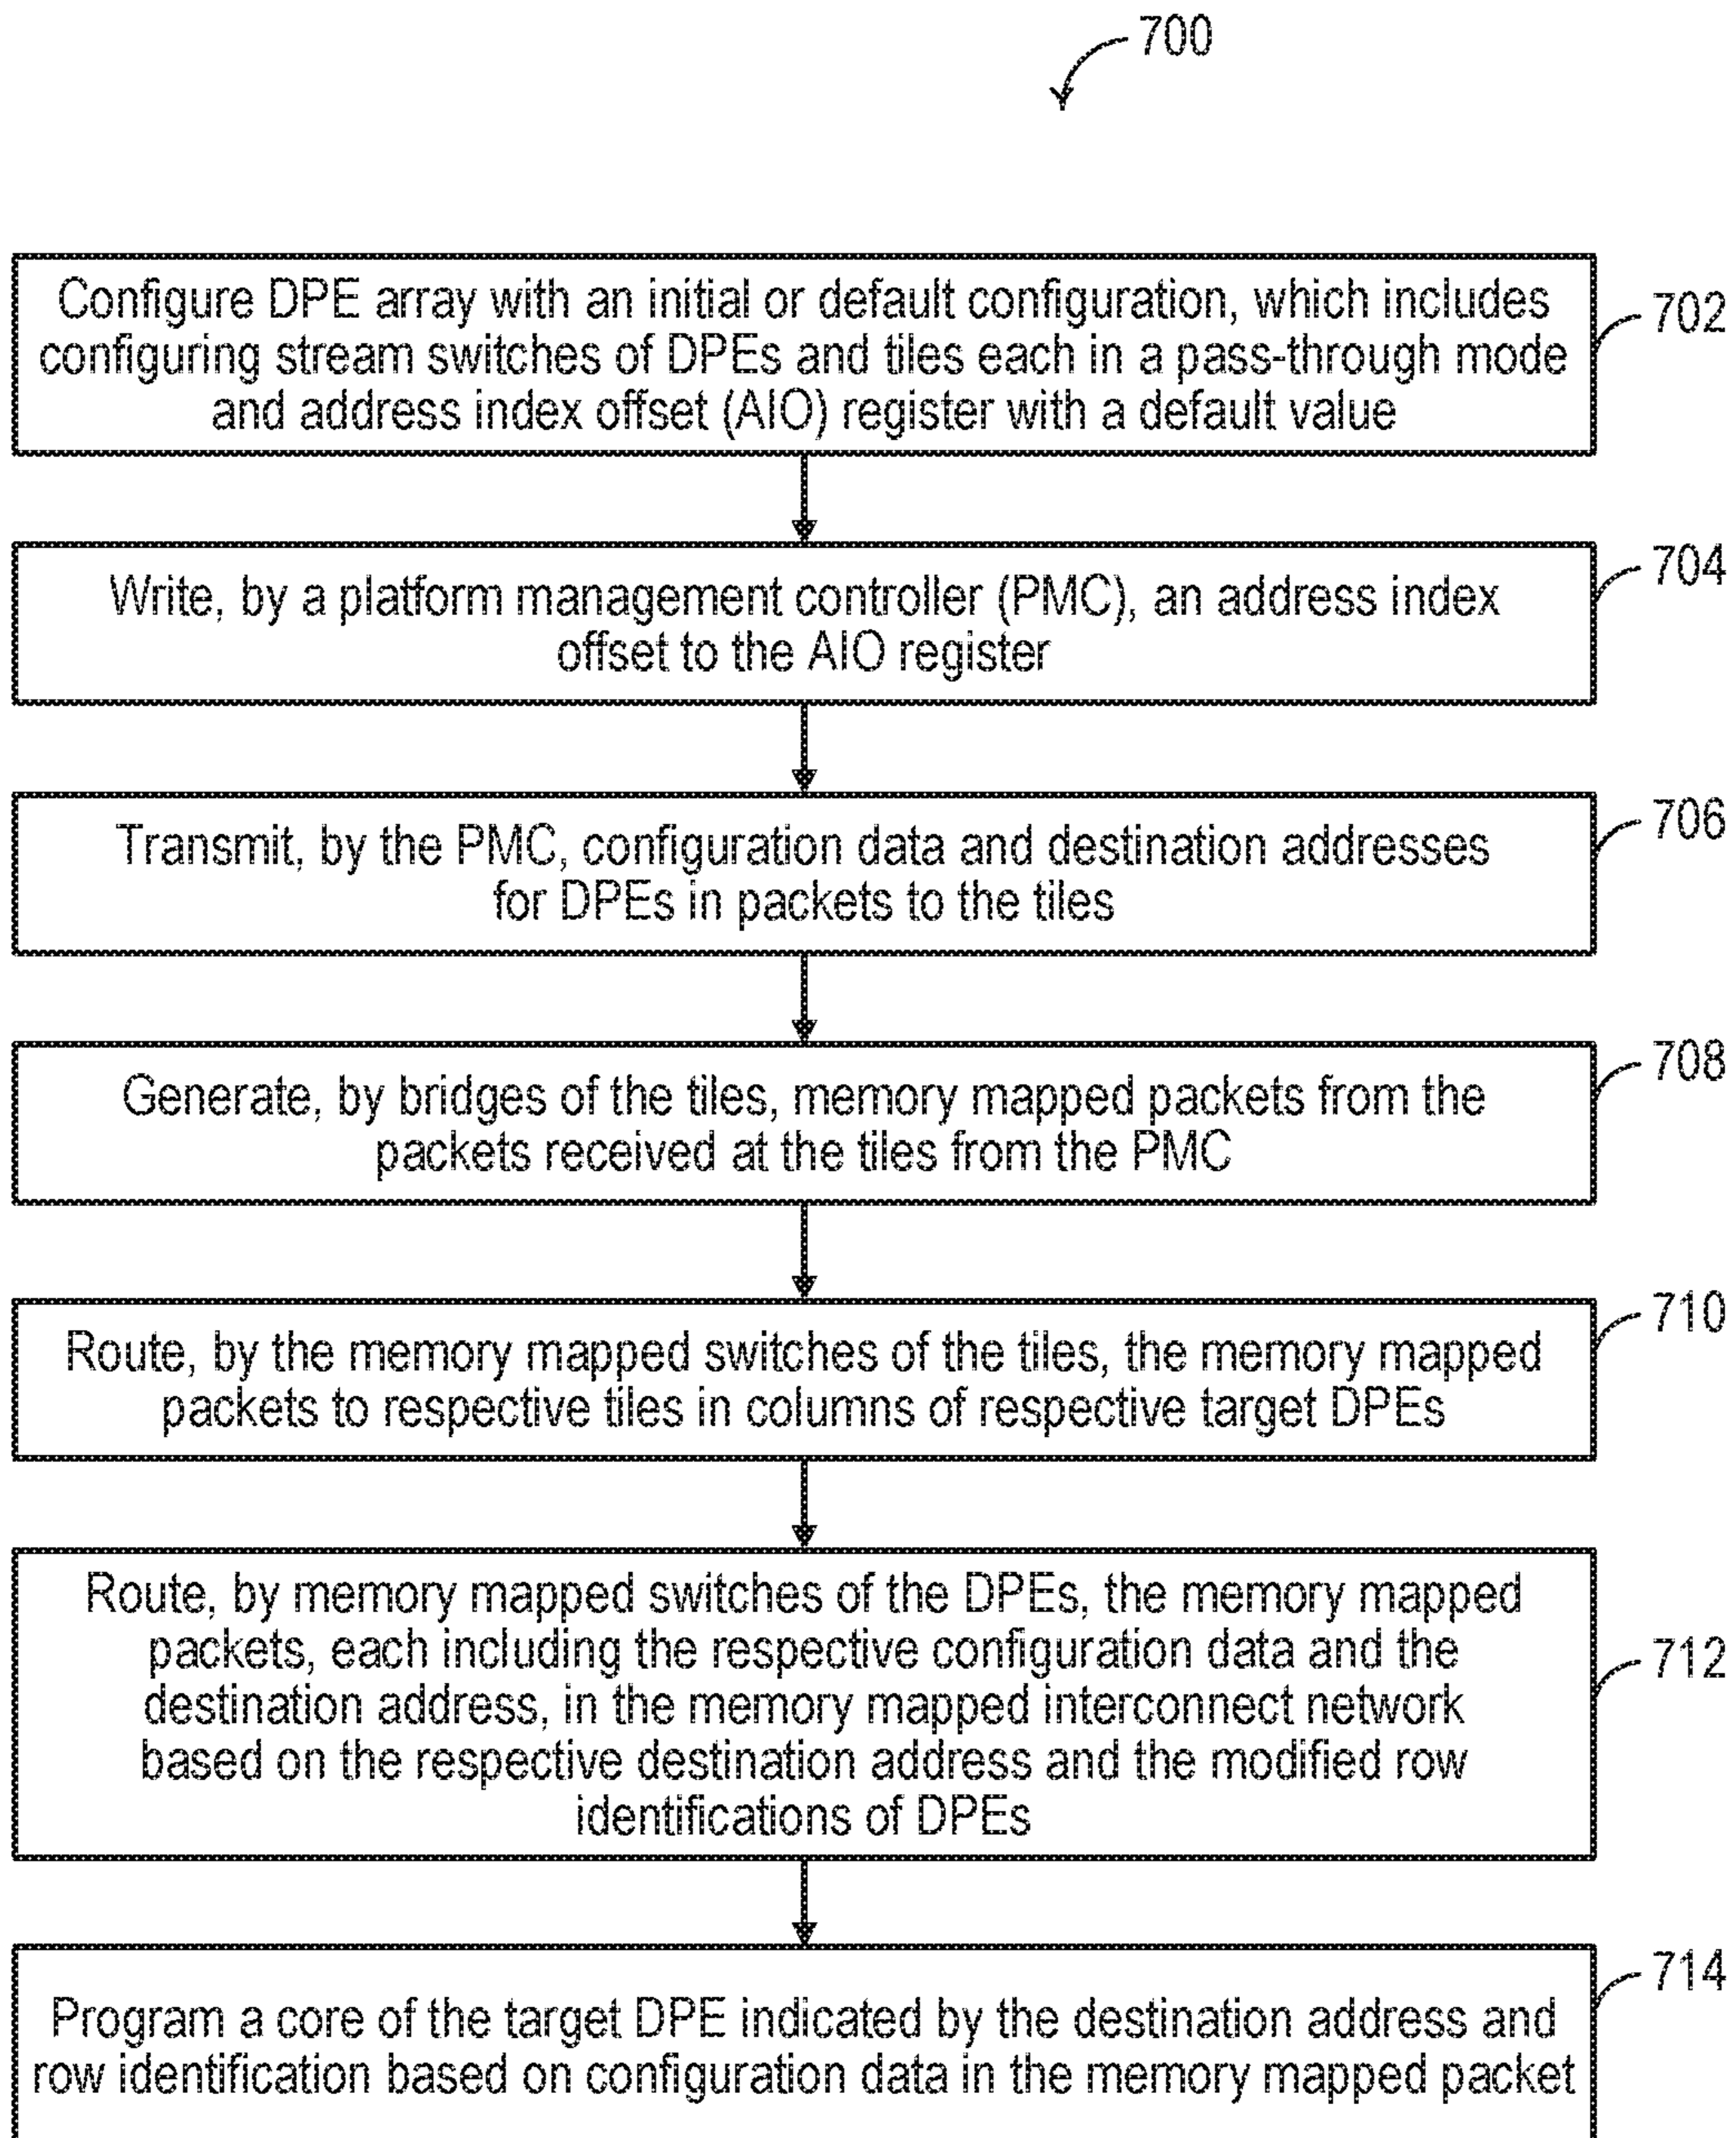 700
Configure DPE array with an initial or default configuration, which includes
configuring stream switches of DPEs and tiles each in a pass-through mode
and address index offset (AIO) register with a default value
702
Write, by a platform management controller (PMC), an address index
offset to the AIO register
704
Transmit, by the PMC, configuration data and destination addresses
for DPEs in packets to the tiles
706
Generate, by bridges of the tiles, memory mapped packets from the
packets received at the tiles from the PMC
708
Route, by the memory mapped switches of the tiles, the memory mapped
packets to respective tiles in columns of respective target DPEs
710
Route, by memory mapped switches of the DPEs, the memory mapped
packets, each including the respective configuration data and the
destination address, in the memory mapped interconnect network
based on the respective destination address and the modified row
identifications of DPEs
712
Program a core of the target DPE indicated by the destination address and
row identification based on configuration data in the memory mapped packet
714